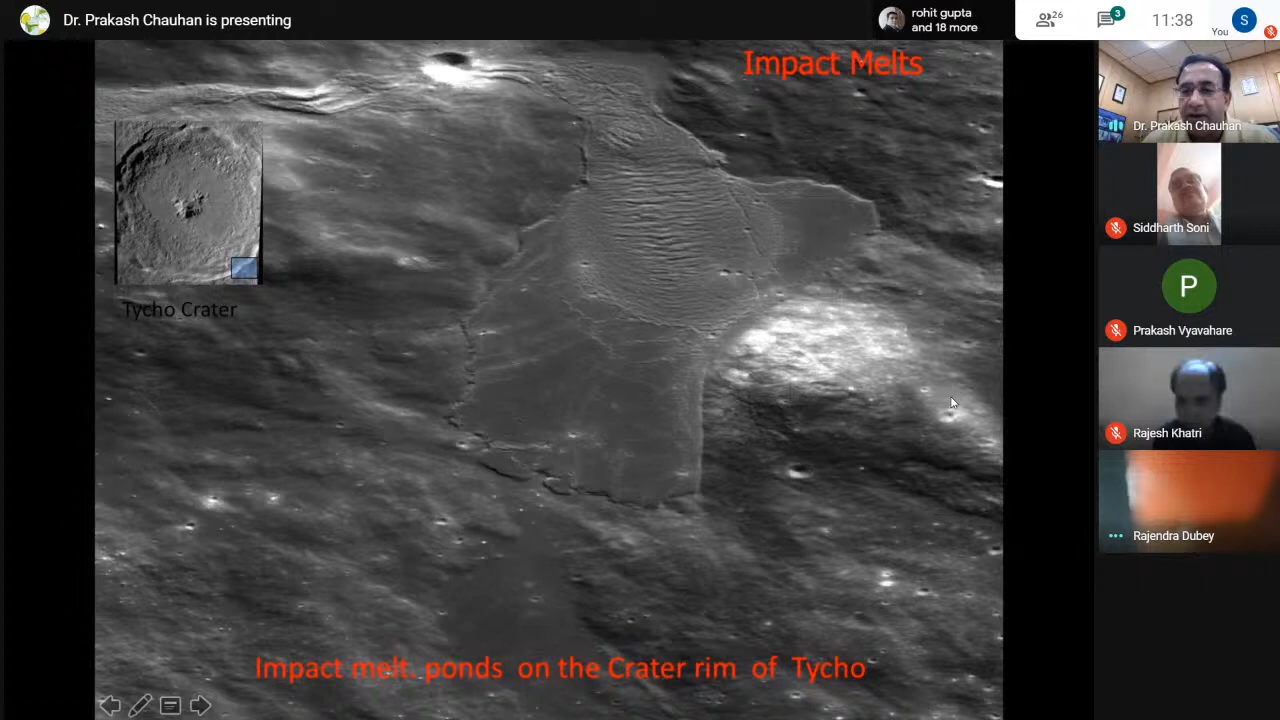 Dr. Prakash Chauhan is presenting
rohit gupta
and 18 more
26
3
11:38
You
S
Impact Melts
Tycho Crater
Impact melt. ponds on the Crater rim of Tycho
Dr. Prakash Chauhan
Siddharth Soni
P
Prakash Vyavahare
Rajesh Khatri
Rajendra Dubey